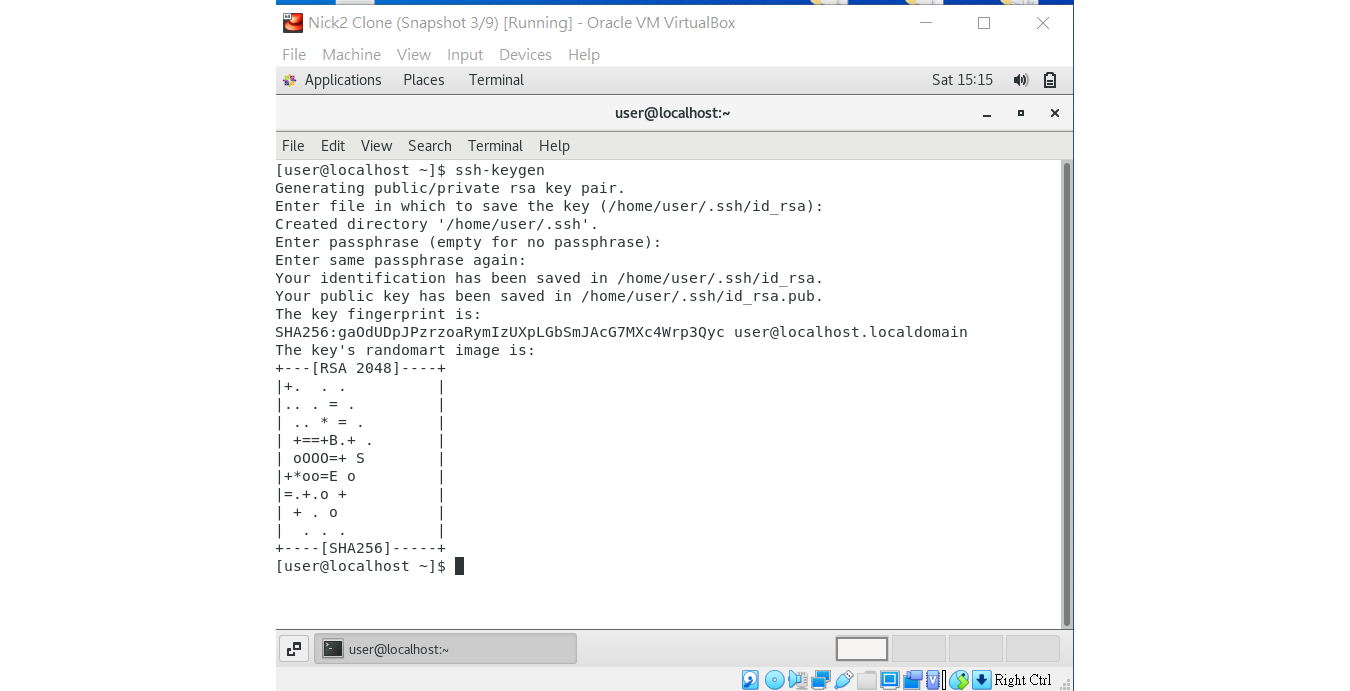 Nick2 Clone (Snapshot 3/9) [Running] - Oracle VM VirtualBox
File Machine View Input Devices Help
Applications Places Terminal Sat 15:15
user@localhost:~
File Edit View Search Terminal Help
[user@localhost ~]$ ssh-keygen
Generating public/private rsa key pair.
Enter file in which to save the key (/home/user/.ssh/id_rsa):
Created directory '/home/user/.ssh'.
Enter passphrase (empty for no passphrase):
Enter same passphrase again:
Your identification has been saved in /home/user/.ssh/id_rsa.
Your public key has been saved in /home/user/.ssh/id_rsa.pub.
The key fingerprint is:
SHA256:gaOdUDpJPzrzoaRymIzUXpLGbSmJAcG7MXc4Wrp3Qyc user@localhost.localdomain
The key's randomart image is:
+---[RSA 2048]----+
|+.  . .          |
|.. . = .         |
| .. * = .        |
| +==+B.+ .       |
| oOOO=+ S        |
|+*oo=E o         |
|=.+.o +          |
| + . o           |
|  . . .          |
+----[SHA256]-----+
[user@localhost ~]$
user@localhost:~
Right Ctrl